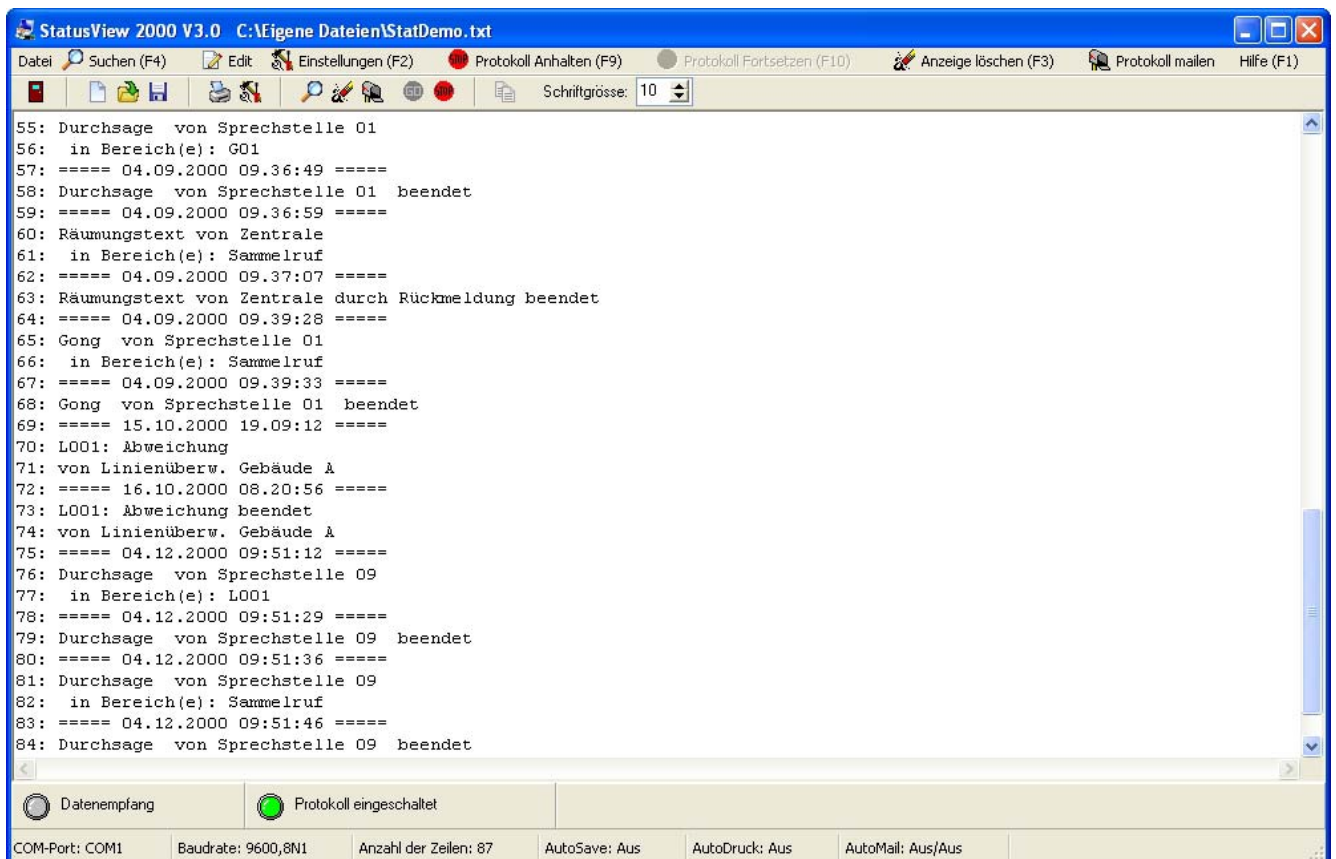 StatusView 2000 V3.0 C:\Eigene Dateien\StatDemo.txt
Datei Suchen (F4) Edit Einstellungen (F2) STOP Protokoll Anhalten (F9) Protokoll Fortsetzen (F10) Anzeige löschen (F3) Protokoll mailen Hilfe (F1)
GO STOP Schriftgrösse: 10
55: Durchsage von Sprechstelle 01
56: in Bereich(e): G01
57: ===== 04.09.2000 09.36:49 =====
58: Durchsage von Sprechstelle 01 beendet
59: ===== 04.09.2000 09.36:59 =====
60: Räumungstext von Zentrale
61: in Bereich(e): Sammelruf
62: ===== 04.09.2000 09.37:07 =====
63: Räumungstext von Zentrale durch Rückmeldung beendet
64: ===== 04.09.2000 09.39:28 =====
65: Gong von Sprechstelle 01
66: in Bereich(e): Sammelruf
67: ===== 04.09.2000 09.39:33 =====
68: Gong von Sprechstelle 01 beendet
69: ===== 15.10.2000 19.09:12 =====
70: L001: Abweichung
71: von Linienüberw. Gebäude A
72: ===== 16.10.2000 08.20:56 =====
73: L001: Abweichung beendet
74: von Linienüberw. Gebäude A
75: ===== 04.12.2000 09:51:12 =====
76: Durchsage von Sprechstelle 09
77: in Bereich(e): L001
78: ===== 04.12.2000 09:51:29 =====
79: Durchsage von Sprechstelle 09 beendet
80: ===== 04.12.2000 09:51:36 =====
81: Durchsage von Sprechstelle 09
82: in Bereich(e): Sammelruf
83: ===== 04.12.2000 09:51:46 =====
84: Durchsage von Sprechstelle 09 beendet
Datenempfang Protokoll eingeschaltet
COM-Port: COM1 Baudrate: 9600,8N1 Anzahl der Zeilen: 87 AutoSave: Aus AutoDruck: Aus AutoMail: Aus/Aus